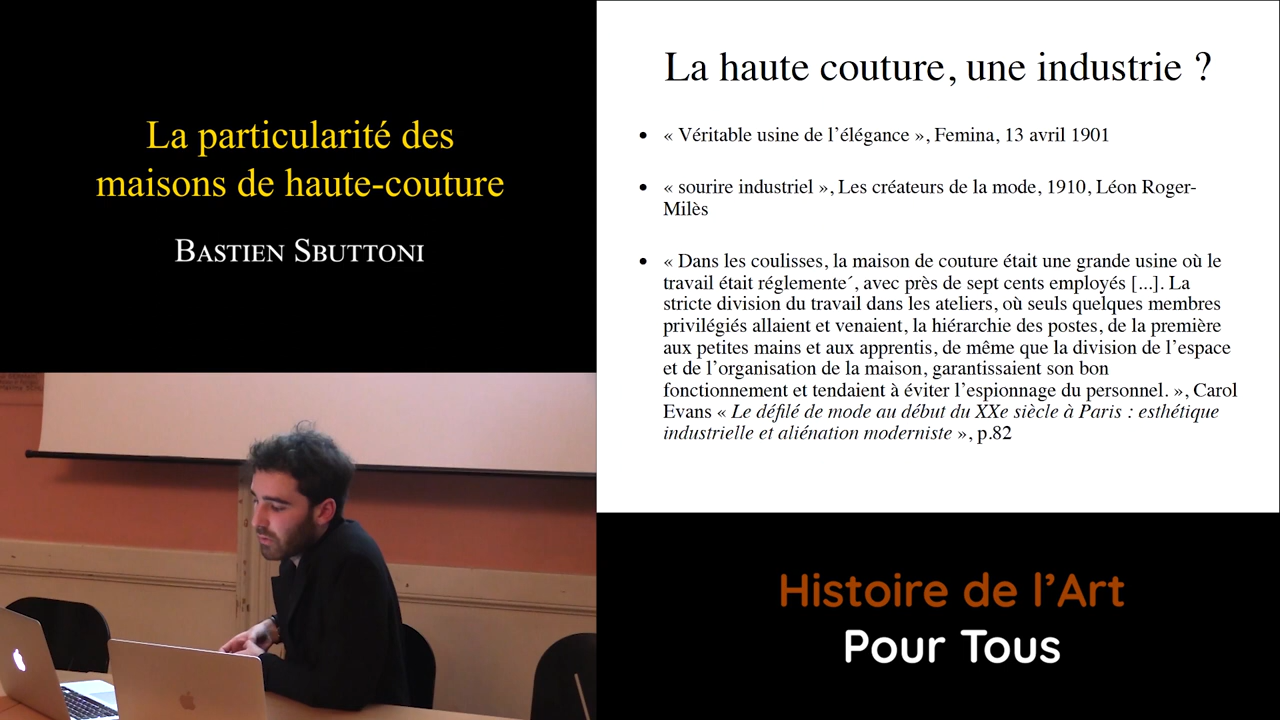 La particularité des
maisons de haute-couture
Bastien Sbuttoni
La haute couture, une industrie ?
• « Véritable usine de l’élégance », Femina, 13 avril 1901
• « sourire industriel », Les créateurs de la mode, 1910, Léon Roger-
Milès
• « Dans les coulisses, la maison de couture était une grande usine où le
travail était réglemente´, avec près de sept cents employés [...]. La
stricte division du travail dans les ateliers, où seuls quelques membres
privilégiés allaient et venaient, la hiérarchie des postes, de la première
aux petites mains et aux apprentis, de même que la division de l’espace
et de l’organisation de la maison, garantissaient son bon
fonctionnement et tendaient à éviter l’espionnage du personnel. », Carol
Evans « Le défilé de mode au début du XXe siècle à Paris : esthétique
industrielle et aliénation moderniste », p.82
Histoire de l’Art
Pour Tous